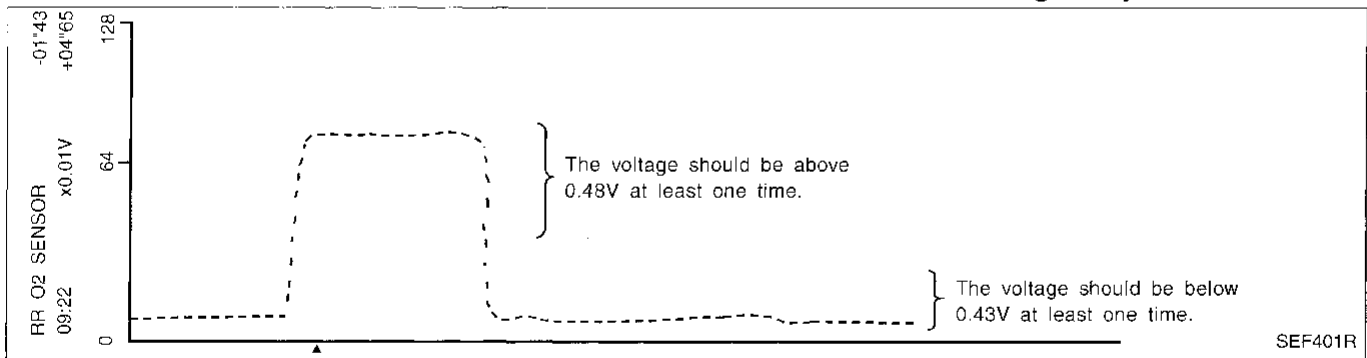 -01"43
+04"65
128
RR O2 SENSOR
x0.01V
09:22
64
0
The voltage should be above
0.48V at least one time.
The voltage should be below
0.43V at least one time.
SEF401R